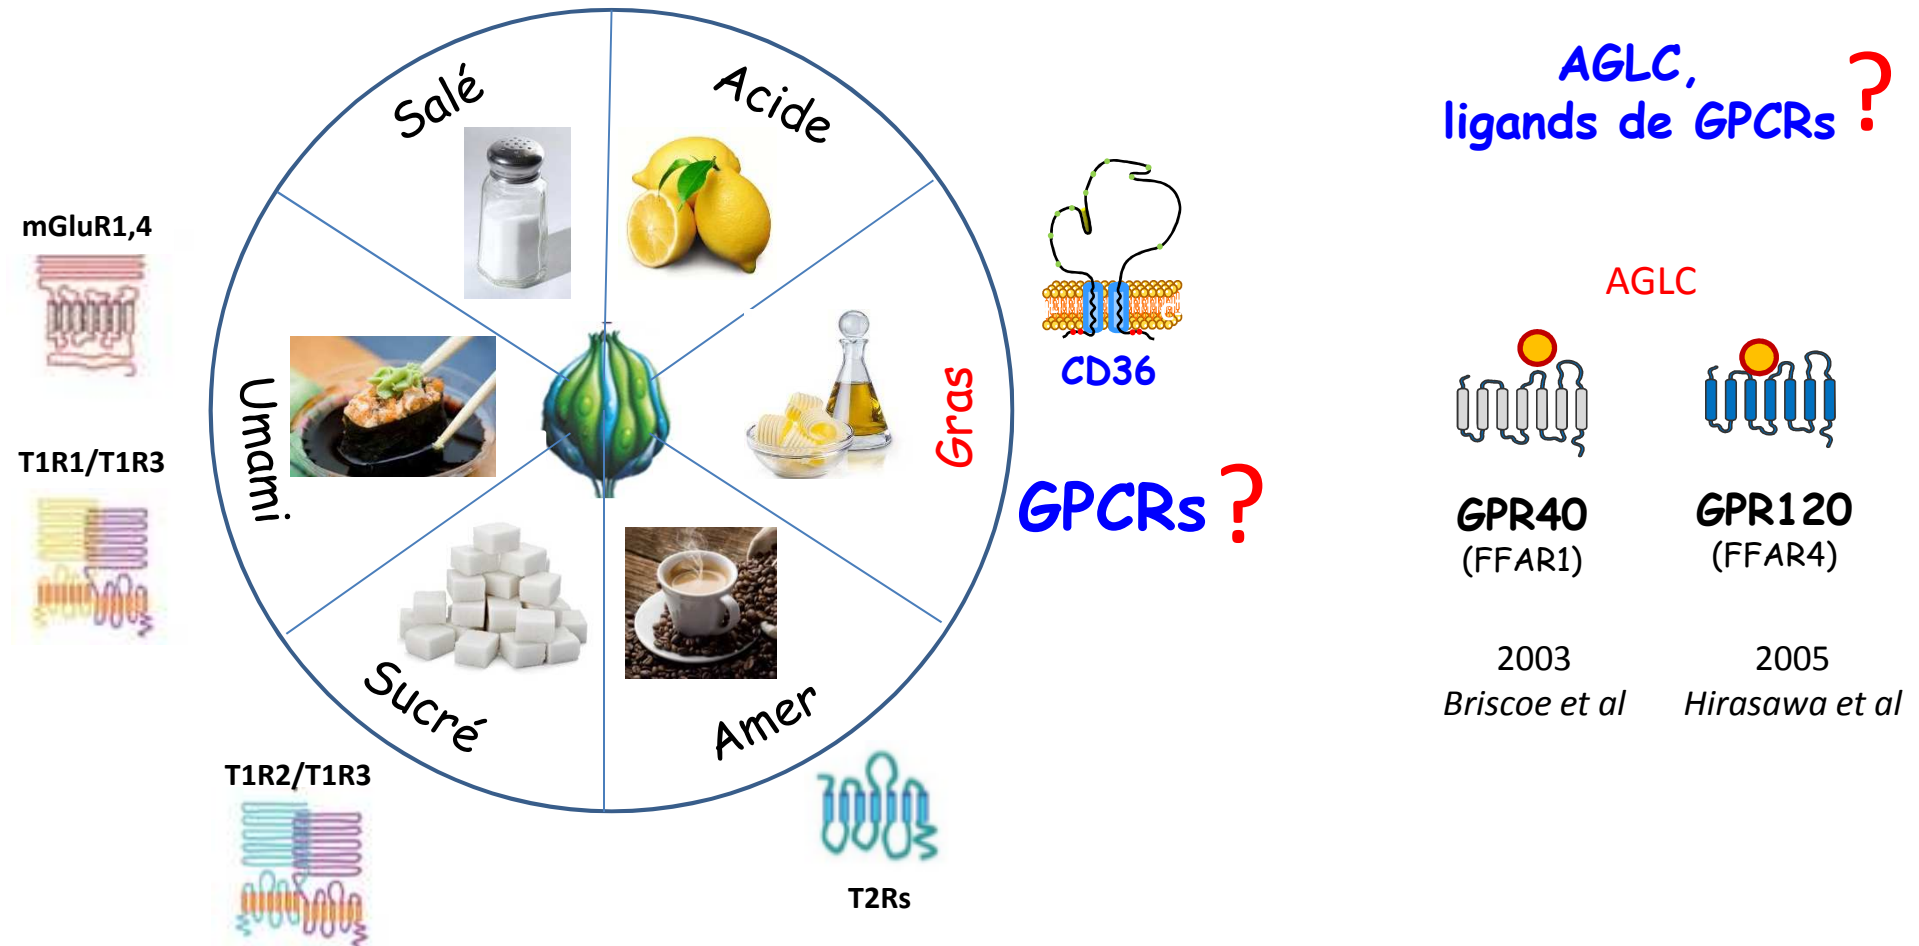 Salé
Acide
Gras
Amer
Sucré
Umami
mGluR1,4
T1R1/T1R3
T1R2/T1R3
T2Rs
CD36
GPCRs ?
AGLC,
ligands de GPCRs ?
AGLC
GPR40
(FFAR1)
GPR120
(FFAR4)
2003
Briscoe et al
2005
Hirasawa et al